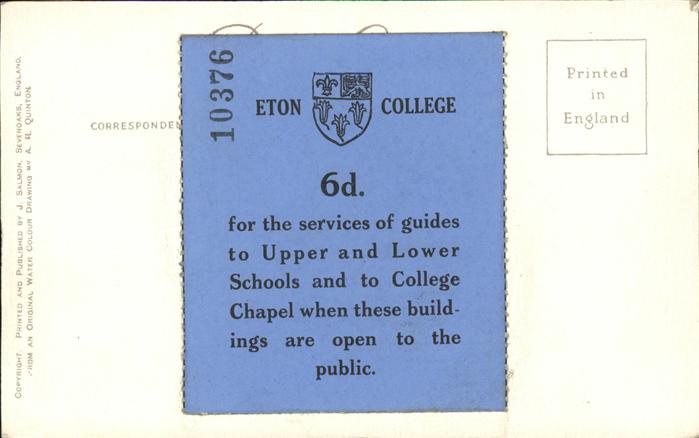 COPYRIGHT. PRINTED AND PUBLISHED BY J. SALMON, SEVENOAKS, ENGLAND.
FROM AN ORIGINAL WATER COLOUR DRAWING BY A. R. QUINTON.
CORRESPONDEN
10376
ETON COLLEGE
6d.
for the services of guides
to Upper and Lower
Schools and to College
Chapel when these build-
ings are open to the
public.
Printed
in
England